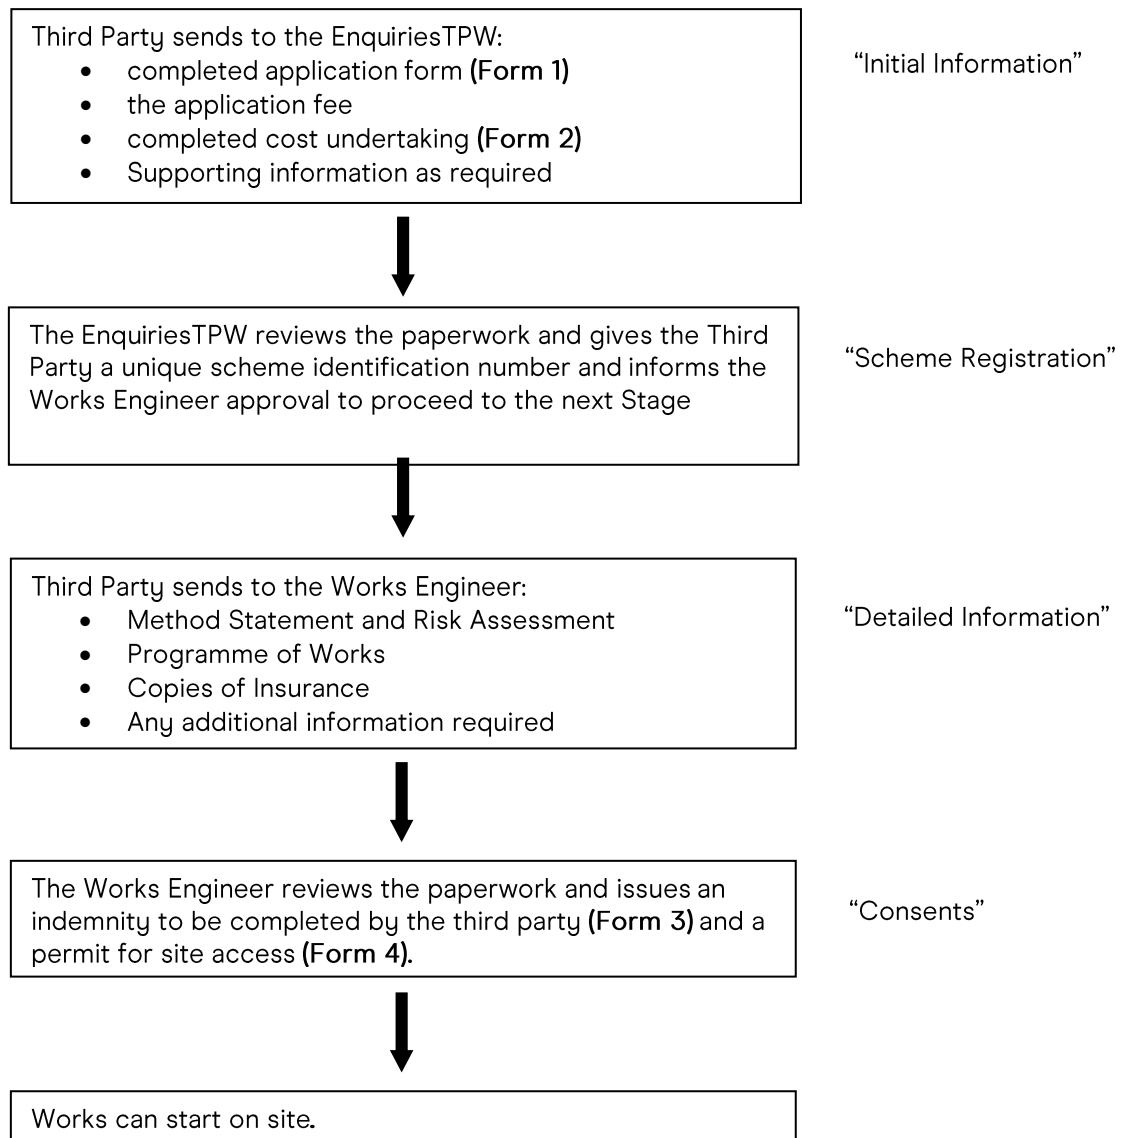 Third Party sends to the EnquiriesTPW:
• completed application form (Form 1)
• the application fee
• completed cost undertaking (Form 2)
• Supporting information as required
“Initial Information”
The EnquiriesTPW reviews the paperwork and gives the Third
Party a unique scheme identification number and informs the
Works Engineer approval to proceed to the next Stage
“Scheme Registration”
Third Party sends to the Works Engineer:
• Method Statement and Risk Assessment
• Programme of Works
• Copies of Insurance
• Any additional information required
“Detailed Information”
The Works Engineer reviews the paperwork and issues an
indemnity to be completed by the third party (Form 3) and a
permit for site access (Form 4).
“Consents”
Works can start on site.